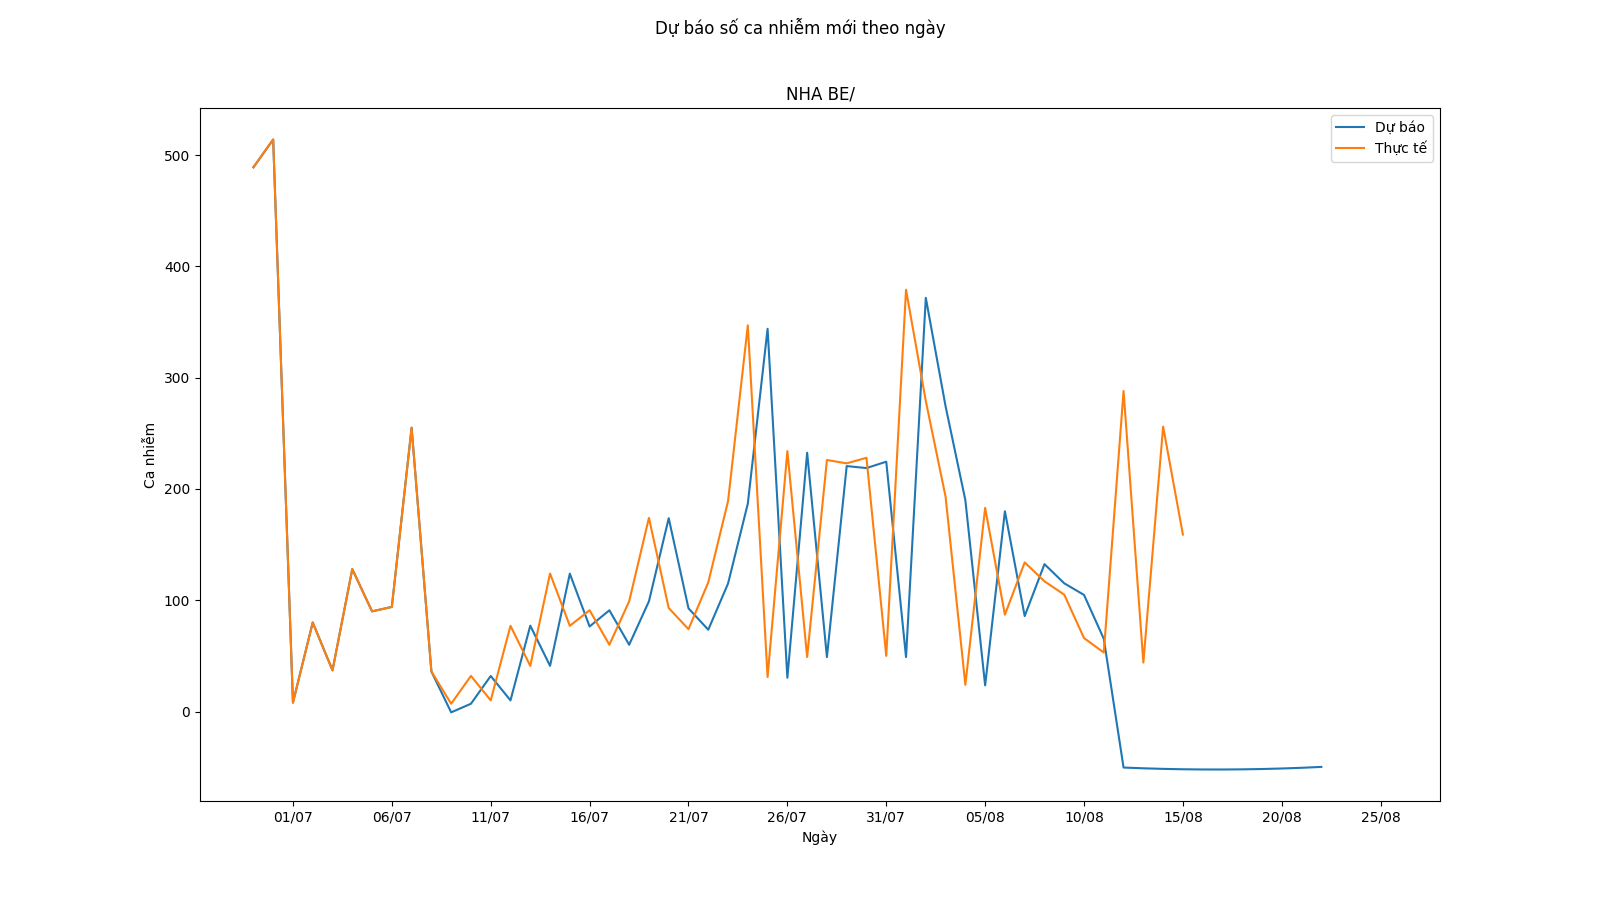 Dự báo số ca nhiễm mới theo ngày
NHA BE/
Dự báo
Thực tế
500
400
300
200
100
0
Ca nhiễm
01/07 06/07 11/07 16/07 21/07 26/07 31/07 05/08 10/08 15/08 20/08 25/08
Ngày